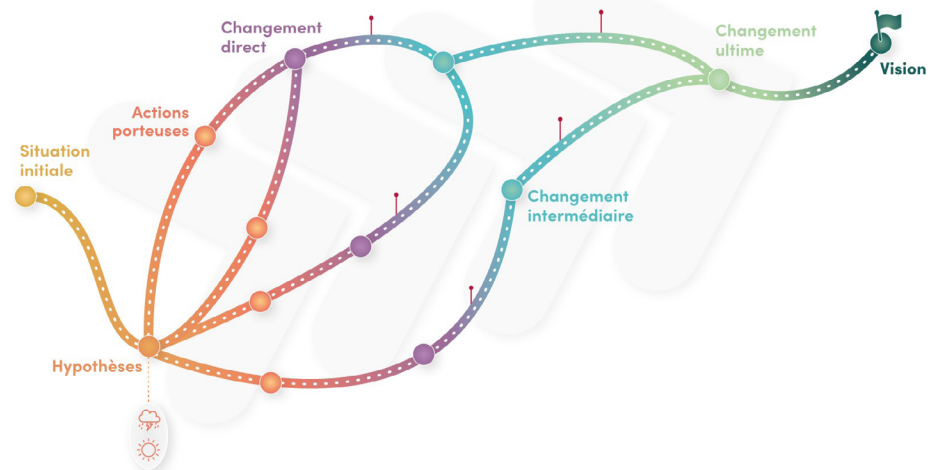 Changement
direct
Changement
ultime
Vision
Actions
porteuses
Situation
initiale
Changement
intermédiaire
Hypothèses